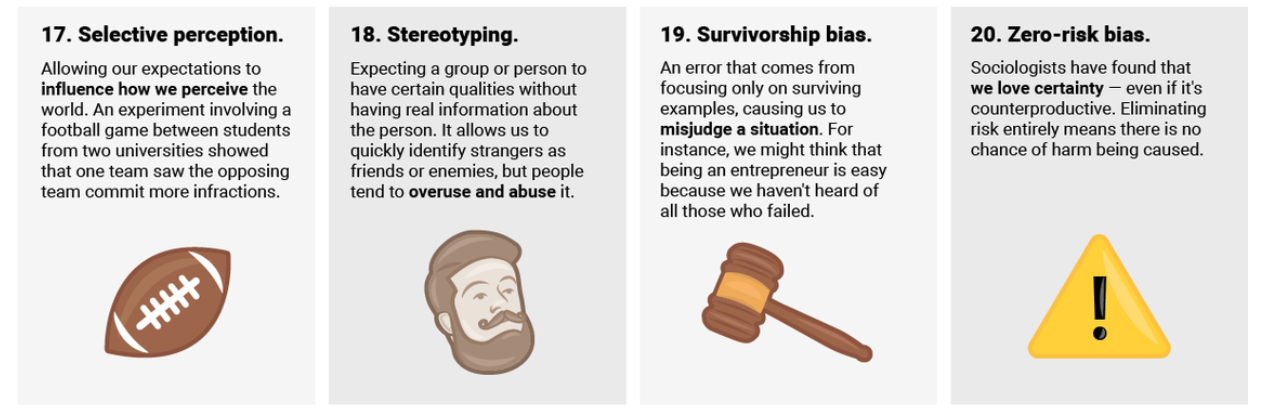 17. Selective perception.
Allowing our expectations to
influence how we perceive the
world. An experiment involving a
football game between students
from two universities showed
that one team saw the opposing
team commit more infractions.
18. Stereotyping.
Expecting a group or person to
have certain qualities without
having real information about
the person. It allows us to
quickly identify strangers as
friends or enemies, but people
tend to overuse and abuse it.
19. Survivorship bias.
An error that comes from
focusing only on surviving
examples, causing us to
misjudge a situation. For
instance, we might think that
being an entrepreneur is easy
because we haven't heard of
all those who failed.
20. Zero-risk bias.
Sociologists have found that
we love certainty — even if it's
counterproductive. Eliminating
risk entirely means there is no
chance of harm being caused.